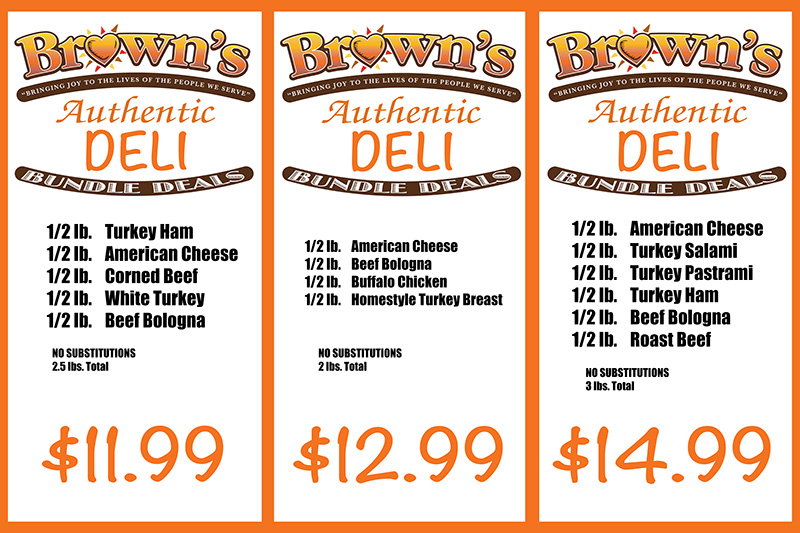 Brown's
"BRINGING JOY TO THE LIVES OF THE PEOPLE WE SERVE"
Authentic
DELI
BUNDLE DEALS
1/2 lb. Turkey Ham
1/2 lb. American Cheese
1/2 lb. Corned Beef
1/2 lb. White Turkey
1/2 lb. Beef Bologna
NO SUBSTITUTIONS
2.5 lbs. Total
$11.99
Brown's
"BRINGING JOY TO THE LIVES OF THE PEOPLE WE SERVE"
Authentic
DELI
BUNDLE DEALS
1/2 lb. American Cheese
1/2 lb. Beef Bologna
1/2 lb. Buffalo Chicken
1/2 lb. Homestyle Turkey Breast
NO SUBSTITUTIONS
2 lbs. Total
$12.99
Brown's
"BRINGING JOY TO THE LIVES OF THE PEOPLE WE SERVE"
Authentic
DELI
BUNDLE DEALS
1/2 lb. American Cheese
1/2 lb. Turkey Salami
1/2 lb. Turkey Pastrami
1/2 lb. Turkey Ham
1/2 lb. Beef Bologna
1/2 lb. Roast Beef
NO SUBSTITUTIONS
3 lbs. Total
$14.99